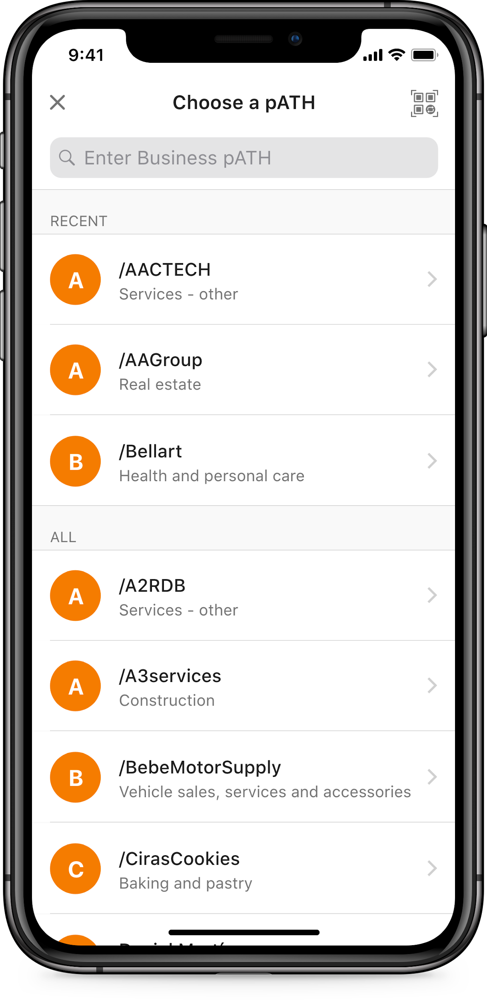 9:41
Choose a pATH
Enter Business pATH
RECENT
A
/AACTECH
Services - other
A
/AAGroup
Real estate
B
/Bellart
Health and personal care
ALL
A
/A2RDB
Services - other
A
/A3services
Construction
B
/BebeMotorSupply
Vehicle sales, services and accessories
C
/CirasCookies
Baking and pastry